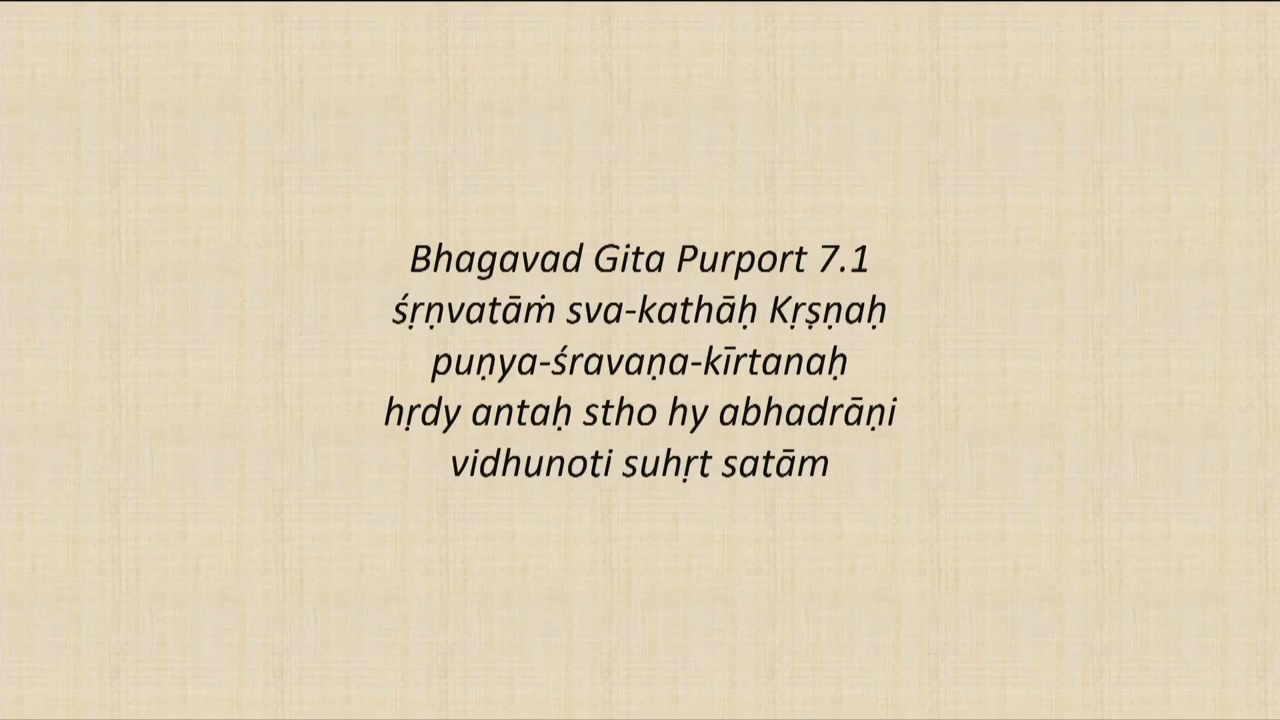 Bhagavad Gita Purport 7.1
śṛṇvatāṁ sva-kathāḥ Kṛṣṇaḥ
puṇya-śravaṇa-kīrtanaḥ
hṛdy antaḥ stho hy abhadrāṇi
vidhunoti suhṛt satām